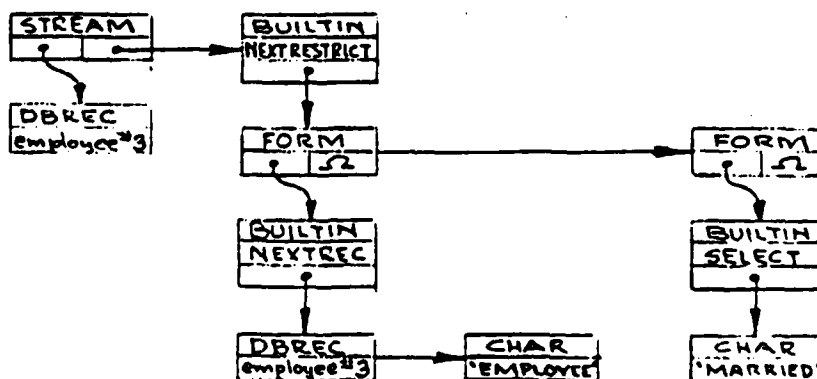 STREAM
BUILTIN
NEXTRESTRICT
DBREC
employee#3
FORM
Ω
FORM
Ω
BUILTIN
NEXTREC
BUILTIN
SELECT
DBREC
employee#3
CHAR
'EMPLOYEE'
CHAR
'MARRIED'